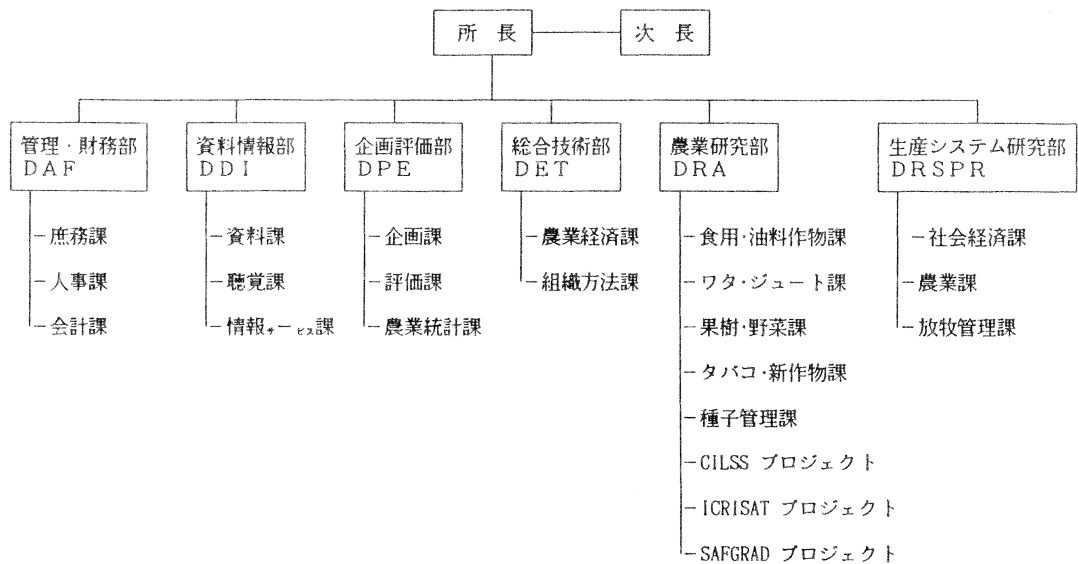 所 長
次 長
管理・財務部
DAF
資料情報部
DDI
企画評価部
DPE
総合技術部
DET
農業研究部
DRA
生産システム研究部
DRSPR
庶務課
人事課
会計課
資料課
聴覚課
情報サービス課
企画課
評価課
農業統計課
農業経済課
組織方法課
食用・油料作物課
ワタ・ジュート課
果樹・野菜課
タバコ・新作物課
種子管理課
CILSS プロジェクト
ICRISAT プロジェクト
SAFGRAD プロジェクト
社会経済課
農業課
放牧管理課